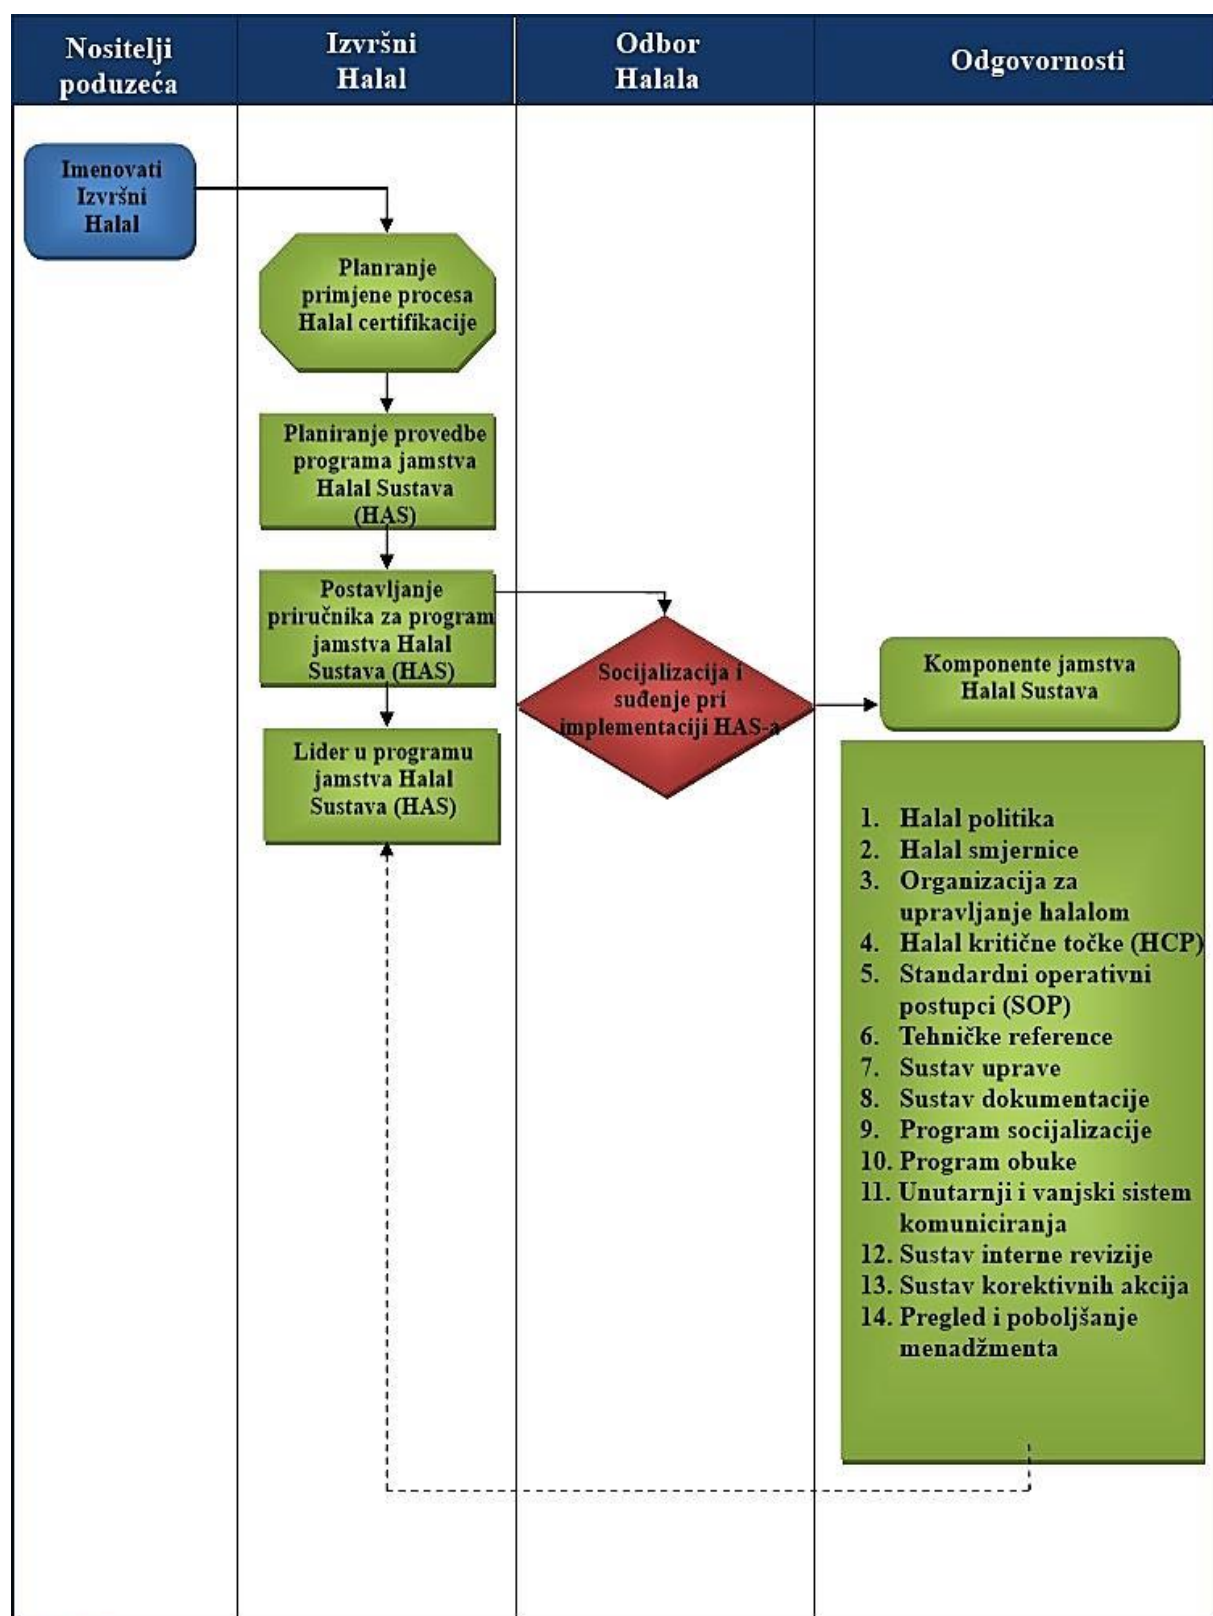 Nositelji
poduzeća
Izvršni
Halal
Odbor
Halala
Odgovornosti
Imenovati
Izvršni
Halal
Planranje
primjene procesa
Halal certifikacije
Planiranje provedbe
programa jamstva
Halal Sustava
(HAS)
Postavljanje
priručnika za program
jamstva Halal
Sustava (HAS)
Lider u programu
jamstva Halal
Sustava (HAS)
Socijalizacija i
suđenje pri
implementaciji HAS-a
Komponente jamstva
Halal Sustava
1. Halal politika
2. Halal smjernice
3. Organizacija za
upravljanje halalom
4. Halal kritične točke (HCP)
5. Standardni operativni
postupci (SOP)
6. Tehničke reference
7. Sustav uprave
8. Sustav dokumentacije
9. Program socijalizacije
10. Program obuke
11. Unutarnji i vanjski sistem
komuniciranja
12. Sustav interne revizije
13. Sustav korektivnih akcija
14. Pregled i poboljšanje
menadžmenta